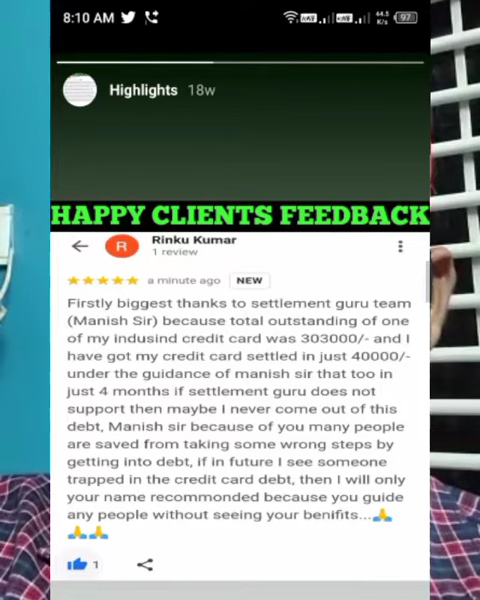 8:10 AM
44.5
K/s
97
Highlights 18w
HAPPY CLIENTS FEEDBACK
R
Rinku Kumar
1 review
a minute ago NEW
Firstly biggest thanks to settlement guru team
(Manish Sir) because total outstanding of one
of my indusind credit card was 303000/- and I
have got my credit card settled in just 40000/-
under the guidance of manish sir that too in
just 4 months if settlement guru does not
support then maybe I never come out of this
debt, Manish sir because of you many people
are saved from taking some wrong steps by
getting into debt, if in future I see someone
trapped in the credit card debt, then I will only
your name recommonded because you guide
any people without seeing your benifits...🙏
🙏🙏
1